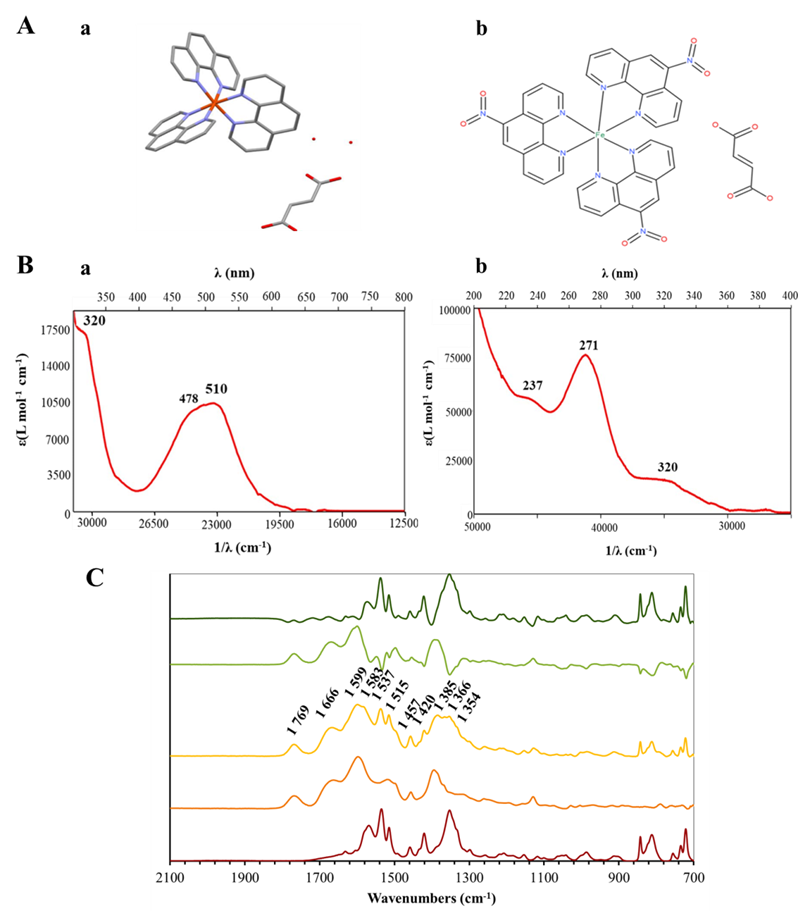 A
a
b
O
N
O
O
N
O
N
N
N
N
Fe
N
N
O
N
O
O
O
O
O
B
a
λ (nm)
350 400 450 500 550 600 650 700 750 800
17500
14000
10500
7000
3500
0
ε(L mol⁻¹ cm⁻¹)
320
478
510
30000 26500 23000 19500 16000 12500
1/λ (cm⁻¹)
b
λ (nm)
200 220 240 260 280 300 320 340 360 380 400
100000
75000
50000
25000
0
ε(L mol⁻¹ cm⁻¹)
237
271
320
50000 40000 30000
1/λ (cm⁻¹)
C
1 769
1 666
1 599
1 583
1 537
1 515
1 457
1 420
1 385
1 366
1 354
2100 1900 1700 1500 1300 1100 900 700
Wavenumbers (cm⁻¹)